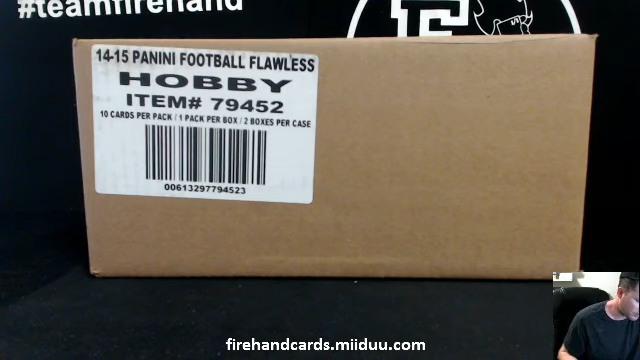 #teamfirehand
14-15 PANINI FOOTBALL FLAWLESS
HOBBY
ITEM# 79452
10 CARDS PER PACK / 1 PACK PER BOX / 2 BOXES PER CASE
00613297794523
firehandcards.miiduu.com